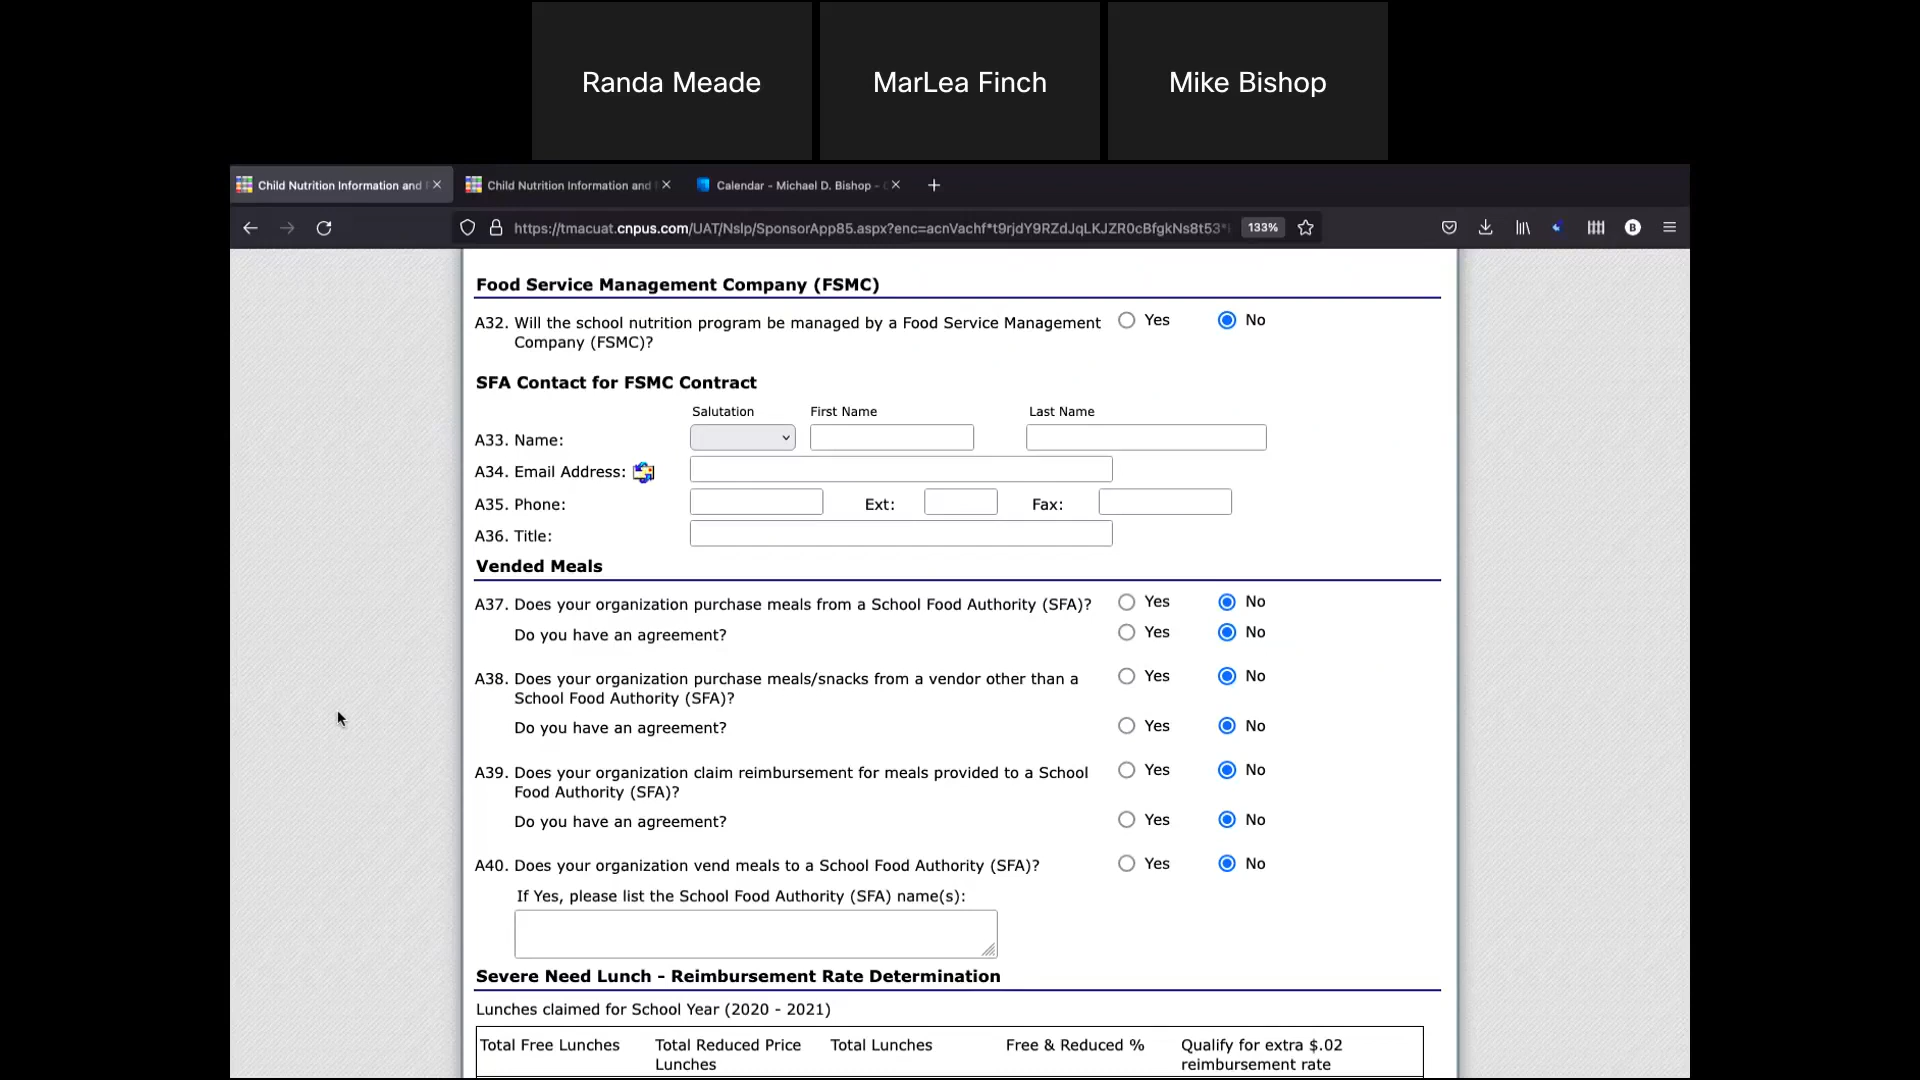 Randa Meade
MarLea Finch
Mike Bishop
Child Nutrition Information and
Child Nutrition Information and
Calendar - Michael D. Bishop -
https://tmacuat.cnpus.com/UAT/Nslp/SponsorApp85.aspx?enc=acnVachf*t9rjdY9RZdJqLKJZR0cBfgkNs8t53* 133%
B
Food Service Management Company (FSMC)
A32. Will the school nutrition program be managed by a Food Service Management Yes No
Company (FSMC)?
SFA Contact for FSMC Contract
Salutation First Name Last Name
A33. Name:
A34. Email Address:
A35. Phone: Ext: Fax:
A36. Title:
Vended Meals
A37. Does your organization purchase meals from a School Food Authority (SFA)? Yes No
Do you have an agreement? Yes No
A38. Does your organization purchase meals/snacks from a vendor other than a Yes No
School Food Authority (SFA)?
Do you have an agreement? Yes No
A39. Does your organization claim reimbursement for meals provided to a School Yes No
Food Authority (SFA)?
Do you have an agreement? Yes No
A40. Does your organization vend meals to a School Food Authority (SFA)? Yes No
If Yes, please list the School Food Authority (SFA) name(s):
Severe Need Lunch - Reimbursement Rate Determination
Lunches claimed for School Year (2020 - 2021)
Total Free Lunches Total Reduced Price Total Lunches Free & Reduced % Qualify for extra $.02
Lunches reimbursement rate